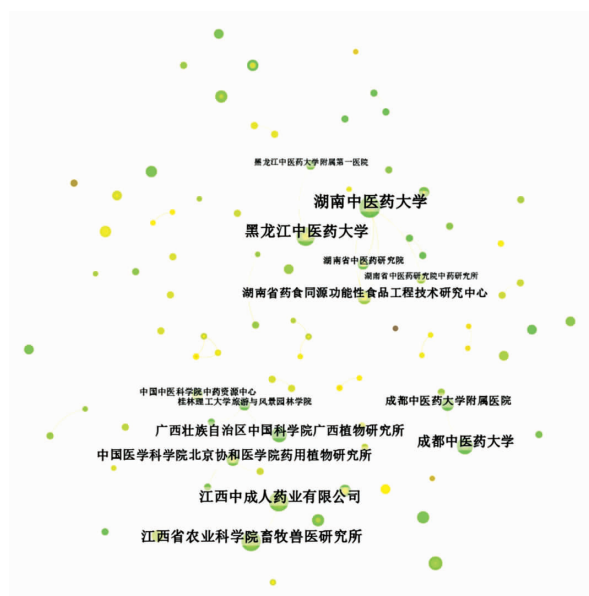 黑龙江中医药大学附属第一医院
湖南中医药大学
黑龙江中医药大学
湖南省中医药研究院
湖南省中医药研究院中药研究所
湖南省药食同源功能性食品工程技术研究中心
中国中医科学院中药资源中心
桂林理工大学旅游与风景园林学院
成都中医药大学附属医院
广西壮族自治区中国科学院广西植物研究所
成都中医药大学
中国医学科学院北京协和医学院药用植物研究所
江西中成人药业有限公司
江西省农业科学院畜牧兽医研究所